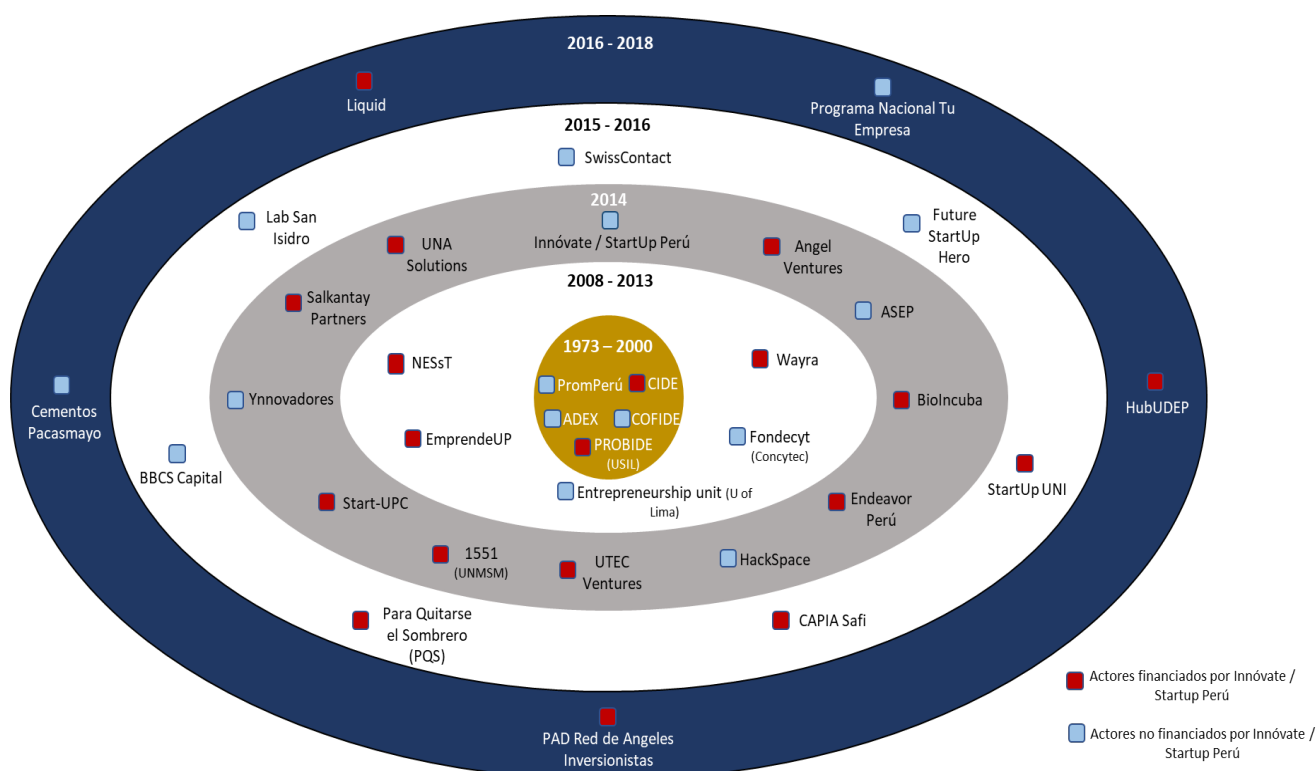 2016 - 2018
Liquid
Programa Nacional Tu
Empresa
2015 - 2016
SwissContact
Lab San
Isidro
Future
StartUp
Hero
2014
Innóvate / StartUp Perú
UNA
Solutions
Angel
Ventures
Salkantay
Partners
ASEP
2008 - 2013
1973 – 2000
NESsT
Wayra
PromPerú
CIDE
ADEX
COFIDE
PROBIDE
(USIL)
Ynnovadores
BioIncuba
Cementos
Pacasmayo
HubUDEP
EmprendeUP
Fondecyt
(Concytec)
BBCS Capital
StartUp UNI
Entrepreneurship unit (U of
Lima)
Start-UPC
Endeavor
Perú
1551
(UNMSM)
UTEC
Ventures
HackSpace
Para Quitarse
el Sombrero
(PQS)
CAPIA Safi
PAD Red de Angeles
Inversionistas
Actores financiados por Innóvate /
Startup Perú
Actores no financiados por Innóvate /
Startup Perú